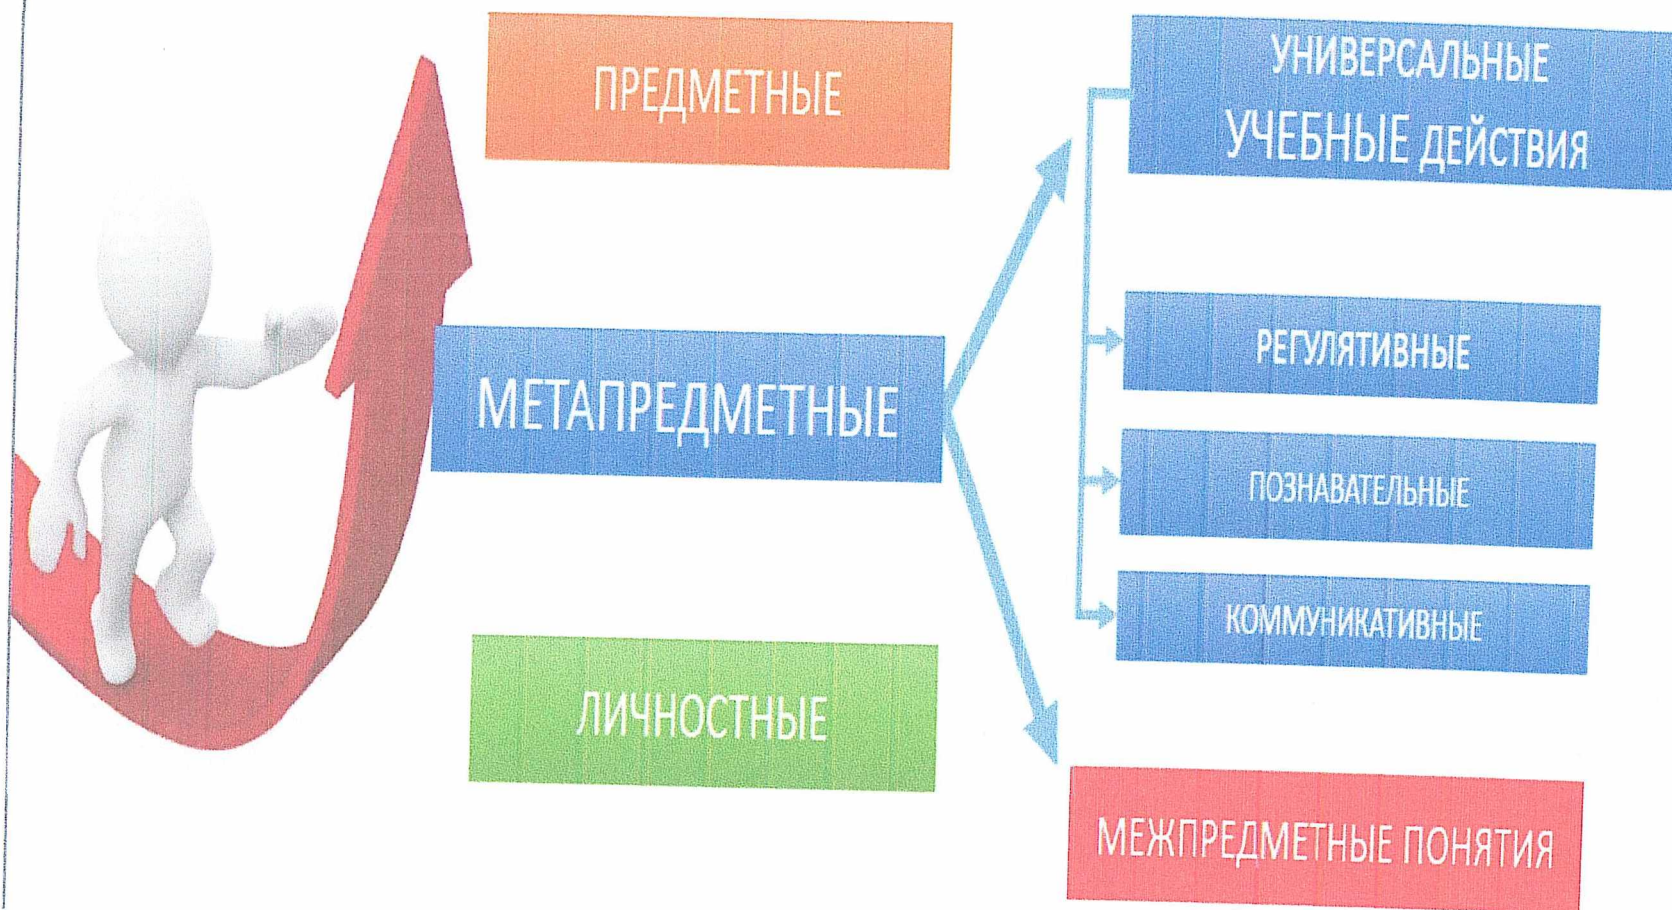 ПРЕДМЕТНЫЕ
МЕТАПРЕДМЕТНЫЕ
ЛИЧНОСТНЫЕ
УНИВЕРСАЛЬНЫЕ
УЧЕБНЫЕ ДЕЙСТВИЯ
РЕГУЛЯТИВНЫЕ
ПОЗНАВАТЕЛЬНЫЕ
КОММУНИКАТИВНЫЕ
МЕЖПРЕДМЕТНЫЕ ПОНЯТИЯ